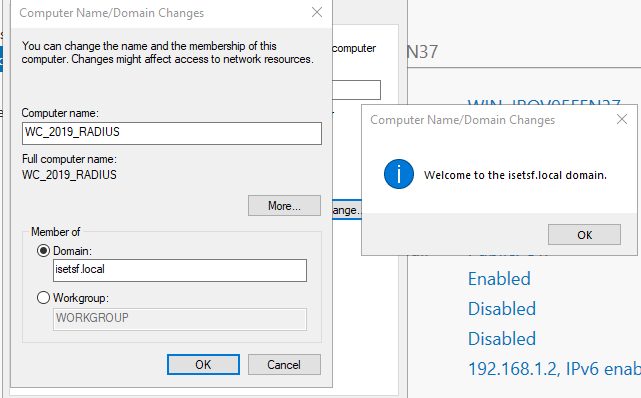 Computer Name/Domain Changes
You can change the name and the membership of this
computer. Changes might affect access to network resources.
Computer name:
WC_2019_RADIUS
Full computer name:
WC_2019_RADIUS
More...
Member of
Domain:
isetsf.local
Workgroup:
WORKGROUP
OK
Cancel
computer
ange...
N37
Computer Name/Domain Changes
Welcome to the isetsf.local domain.
OK
Enabled
Disabled
Disabled
192.168.1.2, IPv6 enab